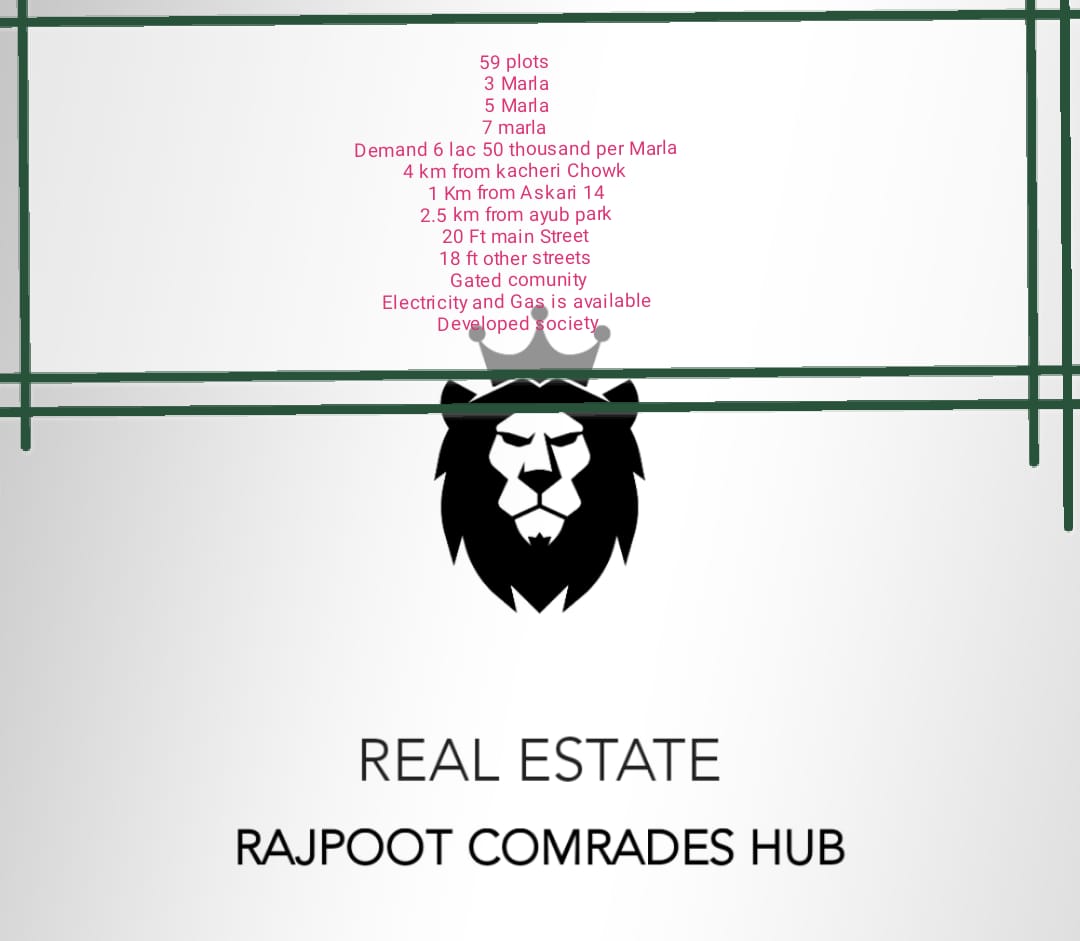 59 plots
3 Marla
5 Marla
7 marla
Demand 6 lac 50 thousand per Marla
4 km from kacheri Chowk
1 Km from Askari 14
2.5 km from ayub park
20 Ft main Street
18 ft other streets
Gated comunity
Electricity and Gas is available
Developed society
REAL ESTATE
RAJPOOT COMRADES HUB